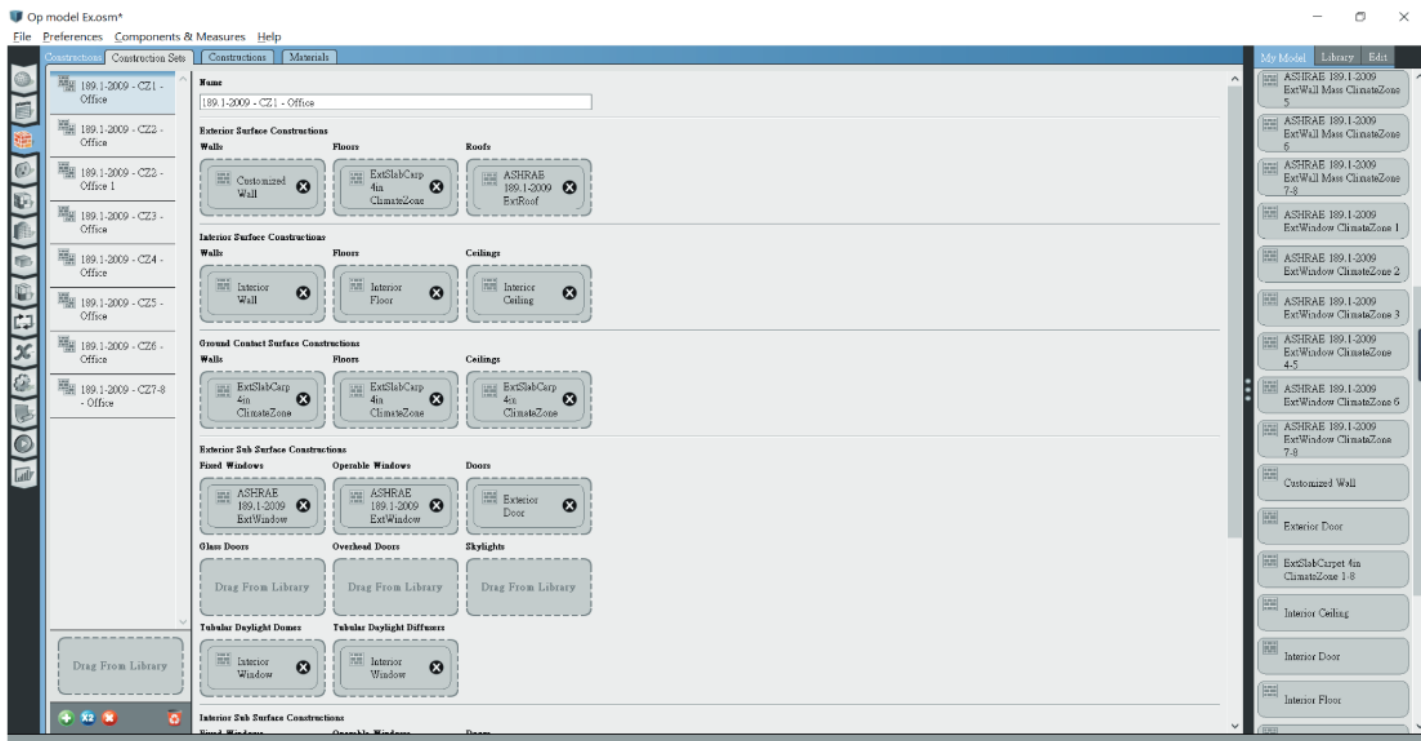 Op model Ex.osm*
File Preferences Components & Measures Help
Constructions Construction Sets Constructions Materials
My Model Library Edit
189.1-2009 - CZ1 -
Office
189.1-2009 - CZ2 -
Office
189.1-2009 - CZ2 -
Office 1
189.1-2009 - CZ3 -
Office
189.1-2009 - CZ4 -
Office
189.1-2009 - CZ5 -
Office
189.1-2009 - CZ6 -
Office
189.1-2009 - CZ7-8
- Office
Drag From Library
X2
Name
189.1-2009 - CZ1 - Office
Exterior Surface Constructions
Walls Floors Roofs
Customized
Wall
ExtSlabCarp
4in
ClimateZone
ASHRAE
189.1-2009
ExtRoof
Interior Surface Constructions
Walls Floors Ceilings
Interior
Wall
Interior
Floor
Interior
Ceiling
Ground Contact Surface Constructions
Walls Floors Ceilings
ExtSlabCarp
4in
ClimateZone
ExtSlabCarp
4in
ClimateZone
ExtSlabCarp
4in
ClimateZone
Exterior Sub Surface Constructions
Fixed Windows Operable Windows Doors
ASHRAE
189.1-2009
ExtWindow
ASHRAE
189.1-2009
ExtWindow
Exterior
Door
Glass Doors Overhead Doors Skylights
Drag From Library Drag From Library Drag From Library
Tubular Daylight Domes Tubular Daylight Diffusers
Interior
Window
Interior
Window
Interior Sub Surface Constructions
Fixed Windows Operable Windows Doors
ASHRAE 189.1-2009
ExtWall Mass ClimateZone
5
ASHRAE 189.1-2009
ExtWall Mass ClimateZone
6
ASHRAE 189.1-2009
ExtWall Mass ClimateZone
7-8
ASHRAE 189.1-2009
ExtWindow ClimateZone 1
ASHRAE 189.1-2009
ExtWindow ClimateZone 2
ASHRAE 189.1-2009
ExtWindow ClimateZone 3
ASHRAE 189.1-2009
ExtWindow ClimateZone
4-5
ASHRAE 189.1-2009
ExtWindow ClimateZone 6
ASHRAE 189.1-2009
ExtWindow ClimateZone
7-8
Customized Wall
Exterior Door
ExtSlabCarpet 4in
ClimateZone 1-8
Interior Ceiling
Interior Door
Interior Floor